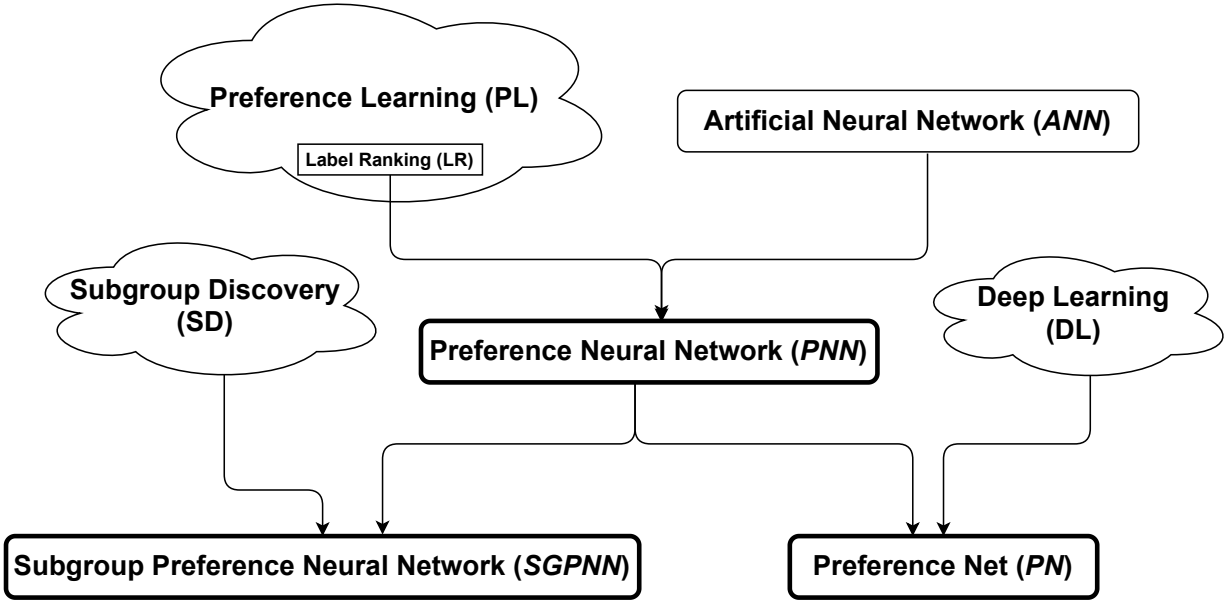 Preference Learning (PL)
Artificial Neural Network (ANN)
Label Ranking (LR)
Subgroup Discovery
(SD)
Deep Learning
(DL)
Preference Neural Network (PNN)
Subgroup Preference Neural Network (SGPNN)
Preference Net (PN)